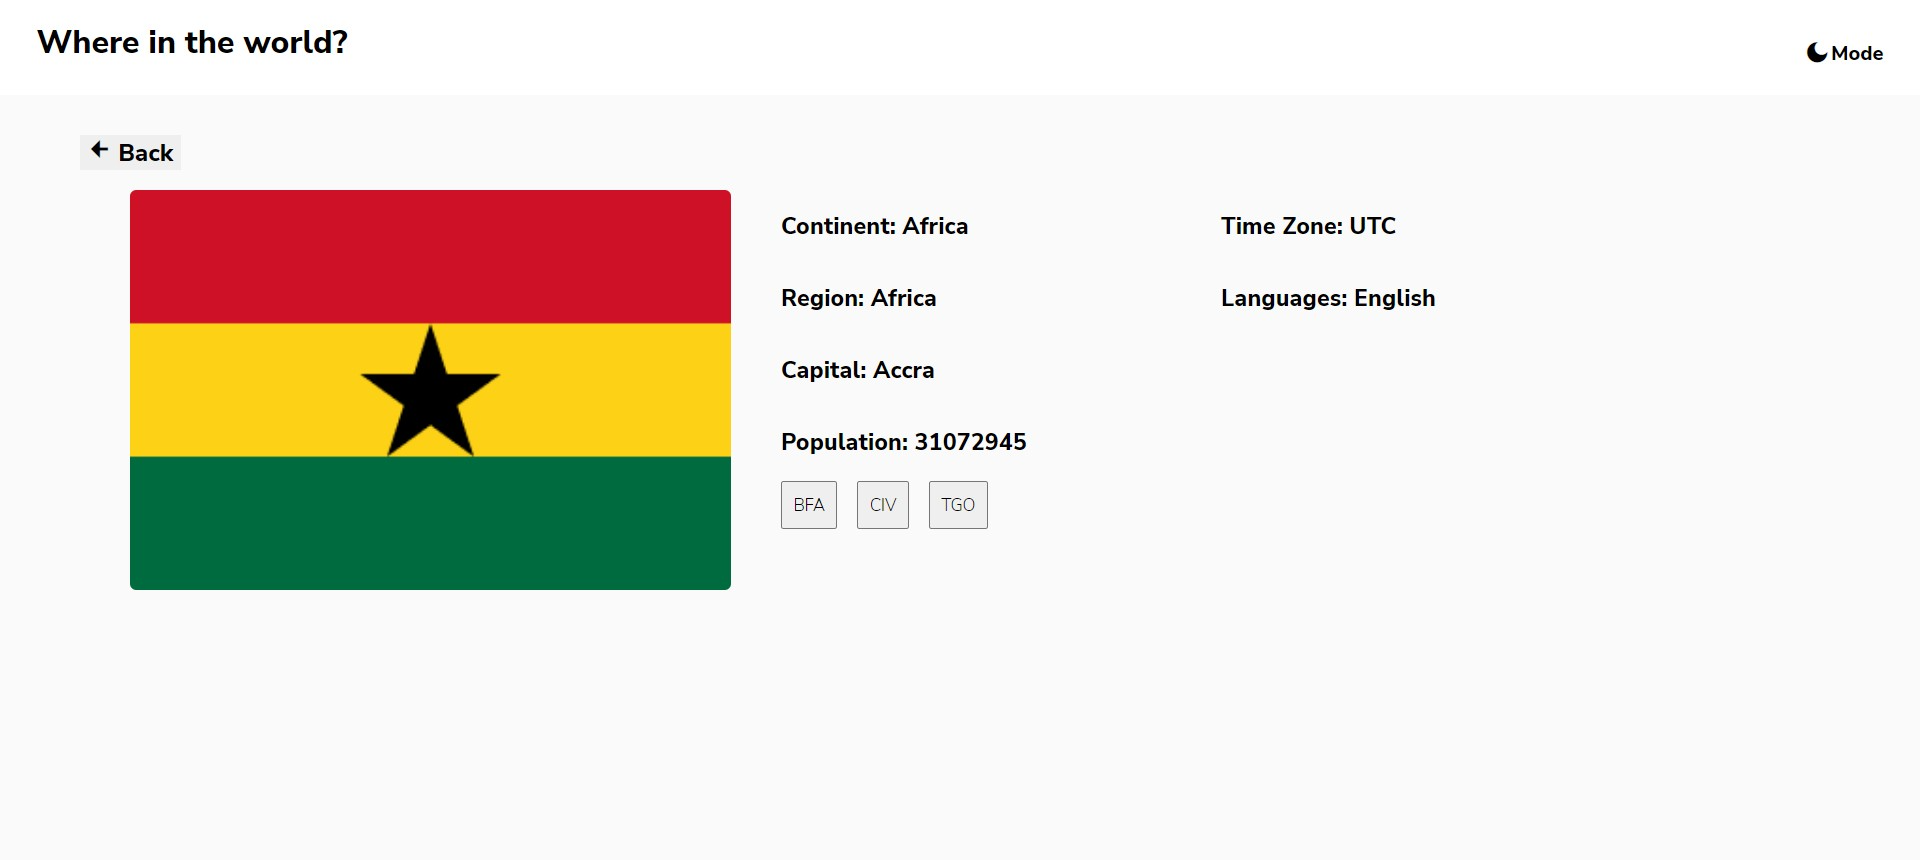 Where in the world?
Mode
Back
Continent: Africa
Region: Africa
Capital: Accra
Population: 31072945
BFA CIV TGO
Time Zone: UTC
Languages: English